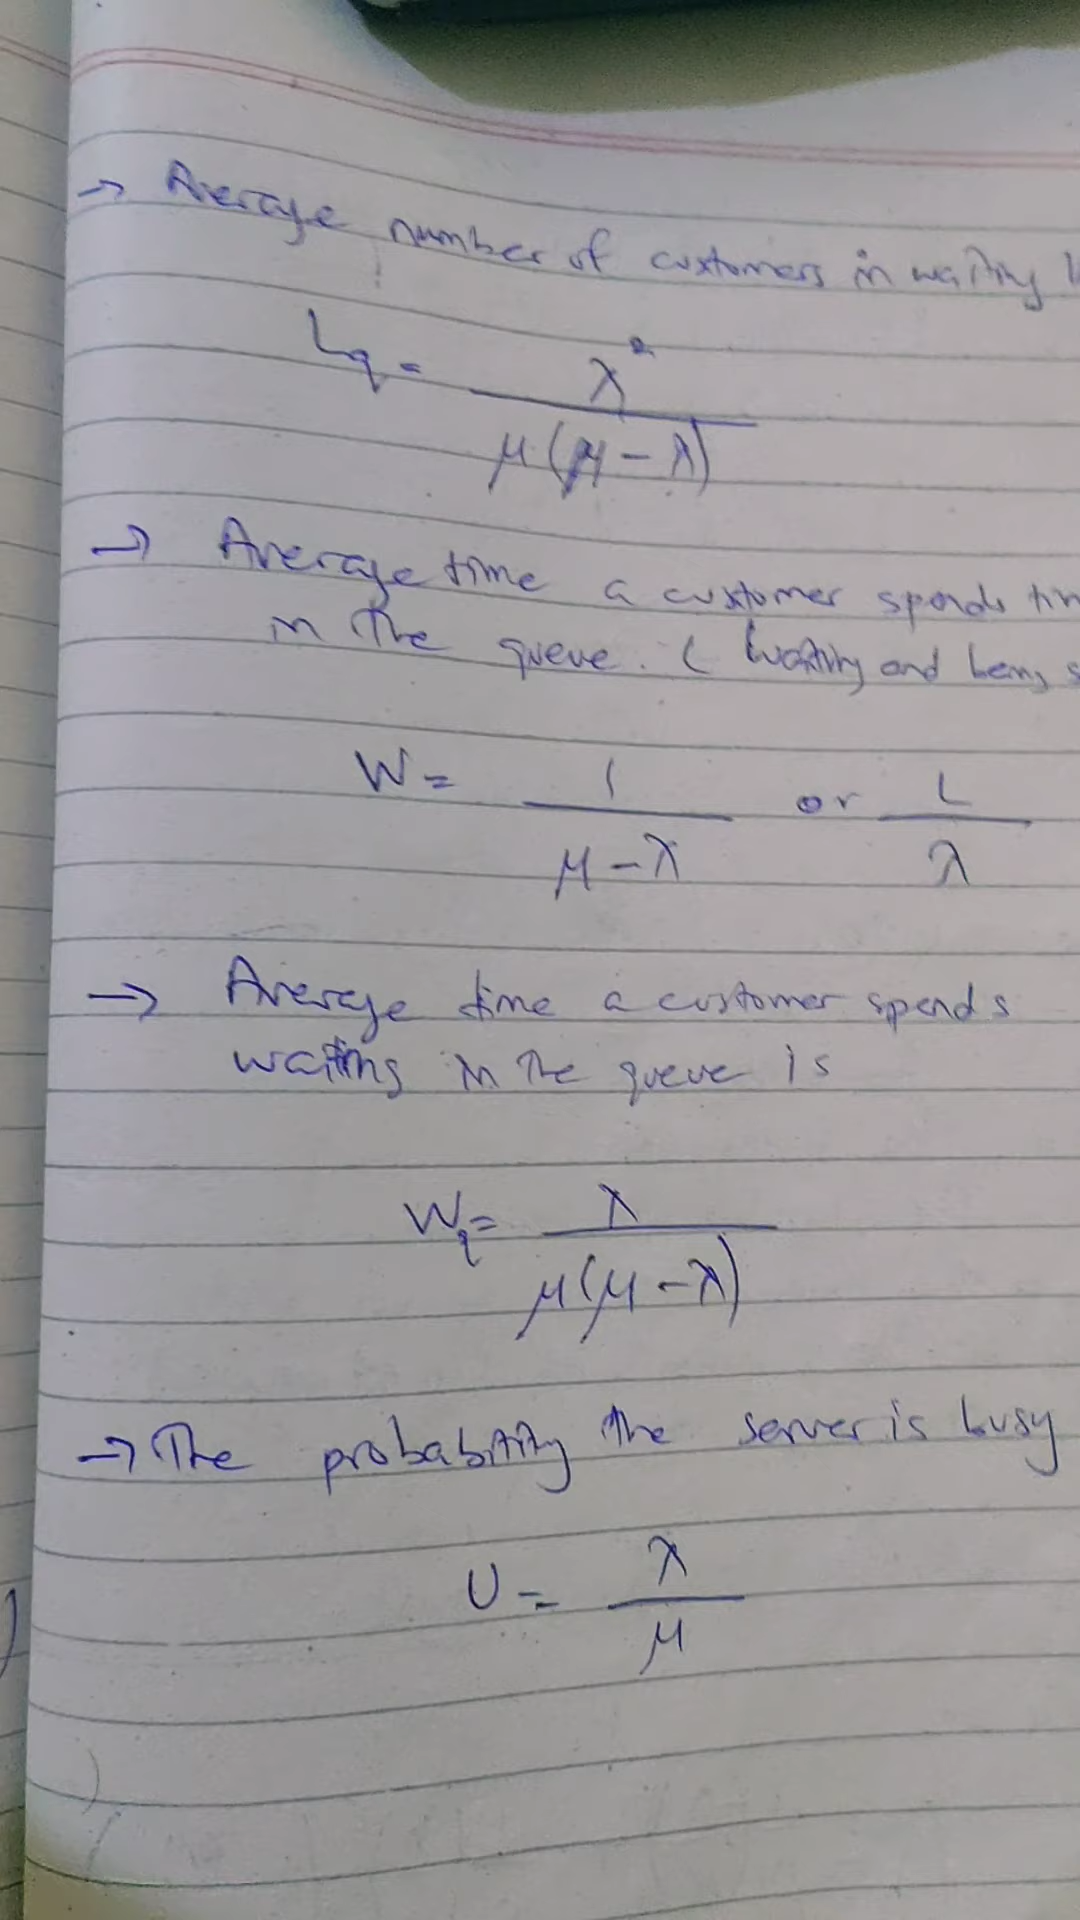 → Average number of customers in waiting
Lq = λ² / μ(μ - λ)
→ Average time a customer spends
in the queue. ( waiting and being
W = 1 / μ - λ or L / λ
→ Average time a customer spends
waiting in the queue is
Wq = λ / μ(μ - λ)
→ The probability the server is busy
U = λ / μ